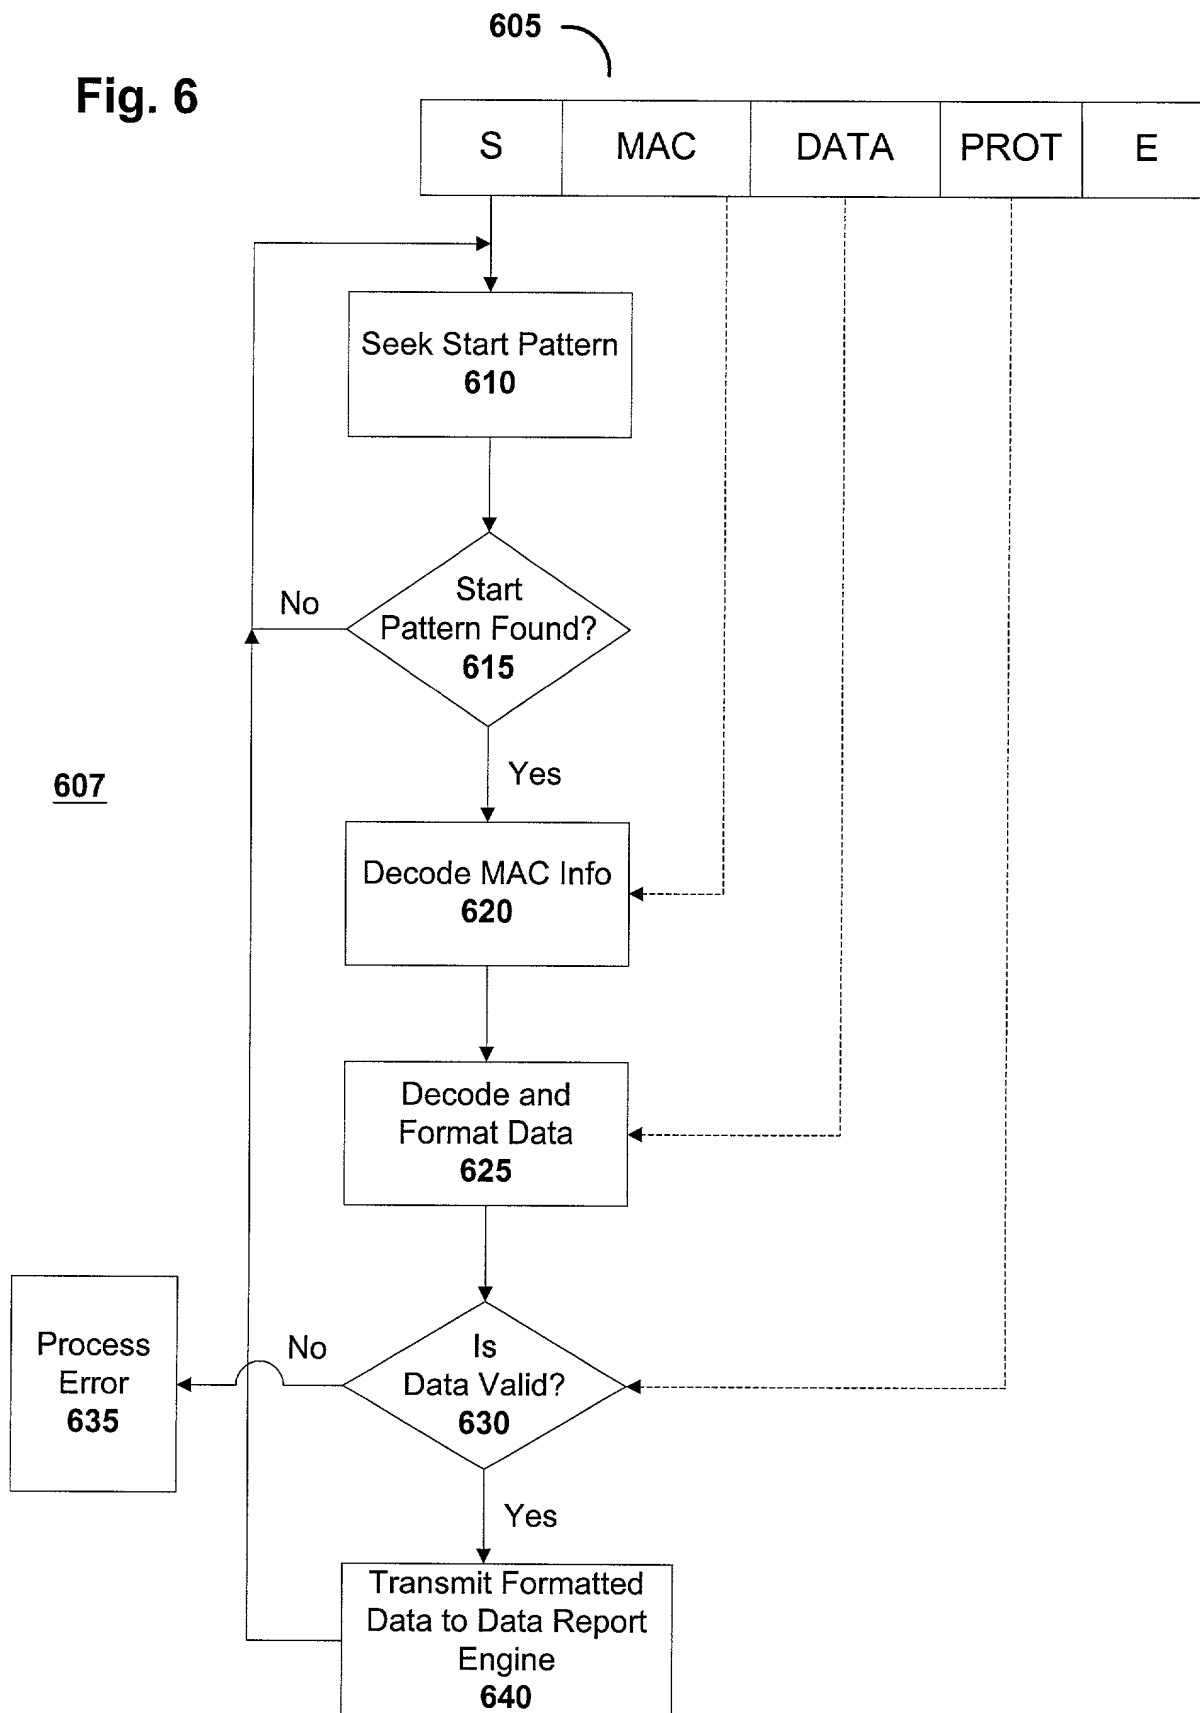 605
Fig. 6
S MAC DATA PROT E
Seek Start Pattern
610
Start
Pattern Found?
615
No
Yes
607
Decode MAC Info
620
Decode and
Format Data
625
Is
Data Valid?
630
No
Process
Error
635
Yes
Transmit Formatted
Data to Data Report
Engine
640